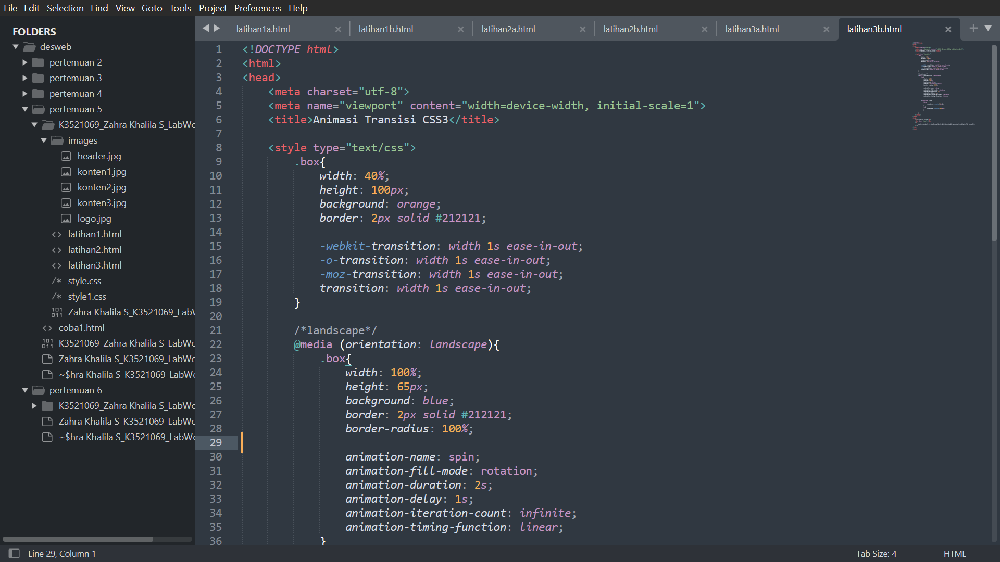 File Edit Selection Find View Goto Tools Project Preferences Help
FOLDERS
desweb
pertemuan 2
pertemuan 3
pertemuan 4
pertemuan 5
K3521069_Zahra Khalila S_LabWo
images
header.jpg
konten1.jpg
konten2.jpg
konten3.jpg
logo.jpg
latihan1.html
latihan2.html
latihan3.html
style.css
style1.css
Zahra Khalila S_K3521069_LabW
coba1.html
K3521069_Zahra Khalila S_LabWo
Zahra Khalila S_K3521069_LabWo
~$hra Khalila S_K3521069_LabWo
pertemuan 6
K3521069_Zahra Khalila S_LabWo
Zahra Khalila S_K3521069_LabWo
~$hra Khalila S_K3521069_LabWo
latihan1a.html latihan1b.html latihan2a.html latihan2b.html latihan3a.html latihan3b.html
1 <!DOCTYPE html>
2 <html>
3 <head>
4 <meta charset="utf-8">
5 <meta name="viewport" content="width=device-width, initial-scale=1">
6 <title>Animasi Transisi CSS3</title>
7
8 <style type="text/css">
9 .box{
10 width: 40%;
11 height: 100px;
12 background: orange;
13 border: 2px solid #212121;
14
15 -webkit-transition: width 1s ease-in-out;
16 -o-transition: width 1s ease-in-out;
17 -moz-transition: width 1s ease-in-out;
18 transition: width 1s ease-in-out;
19 }
20
21 /*landscape*/
22 @media (orientation: landscape){
23 .box{
24 width: 100%;
25 height: 65px;
26 background: blue;
27 border: 2px solid #212121;
28 border-radius: 100%;
29
30 animation-name: spin;
31 animation-fill-mode: rotation;
32 animation-duration: 2s;
33 animation-delay: 1s;
34 animation-iteration-count: infinite;
35 animation-timing-function: linear;
36 }
Line 29, Column 1 Tab Size: 4 HTML